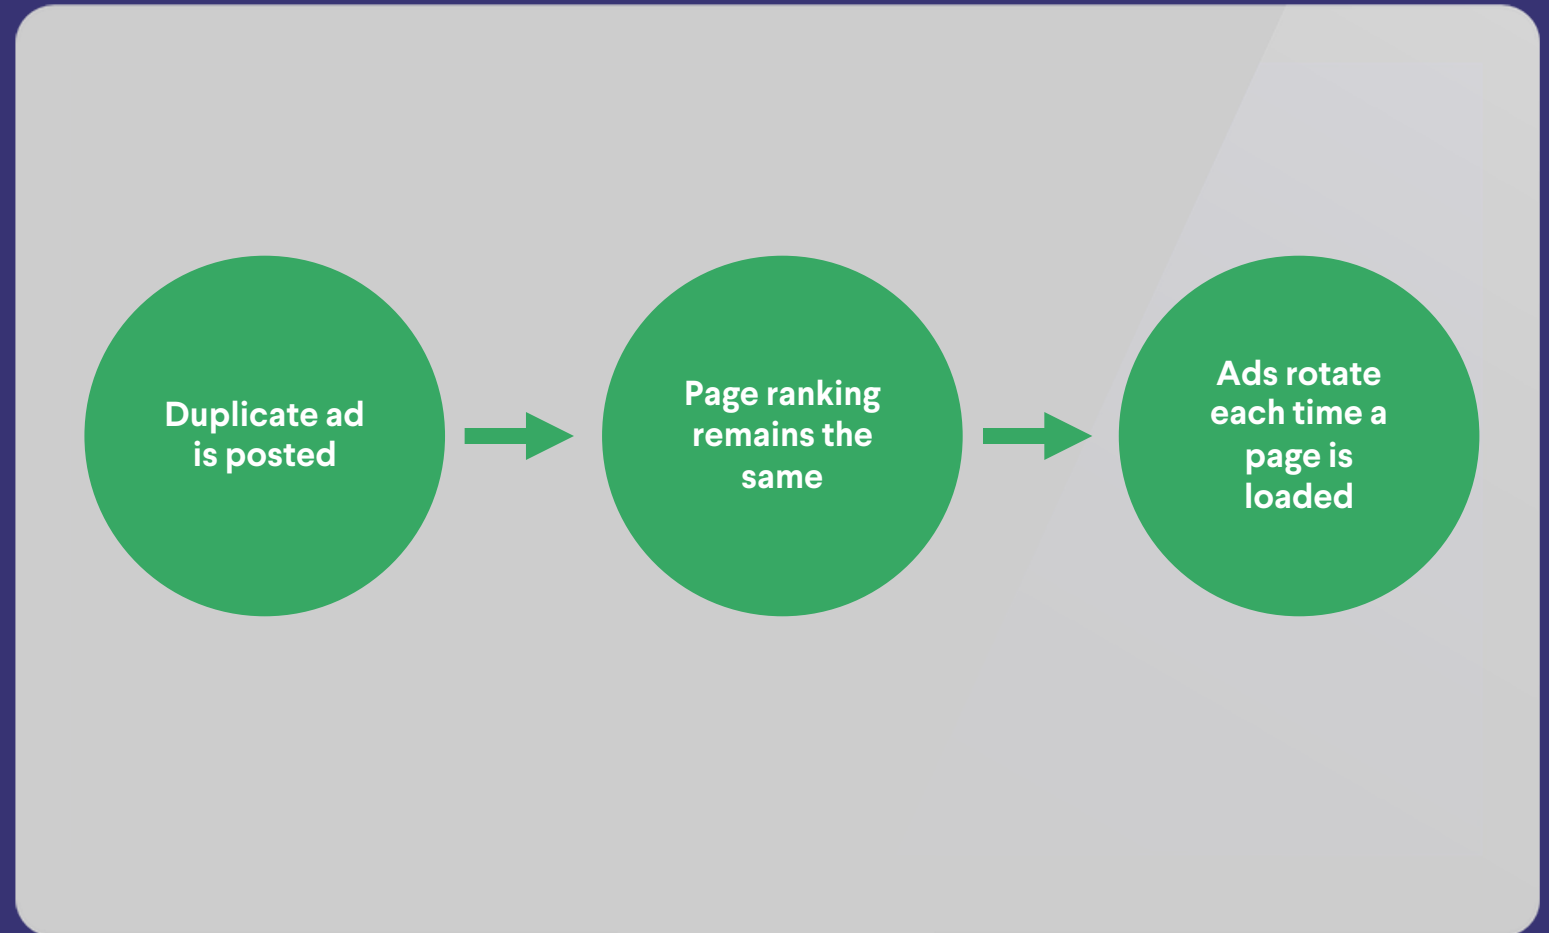 Duplicate ad
is posted
Page ranking
remains the
same
Ads rotate
each time a
page is
loaded